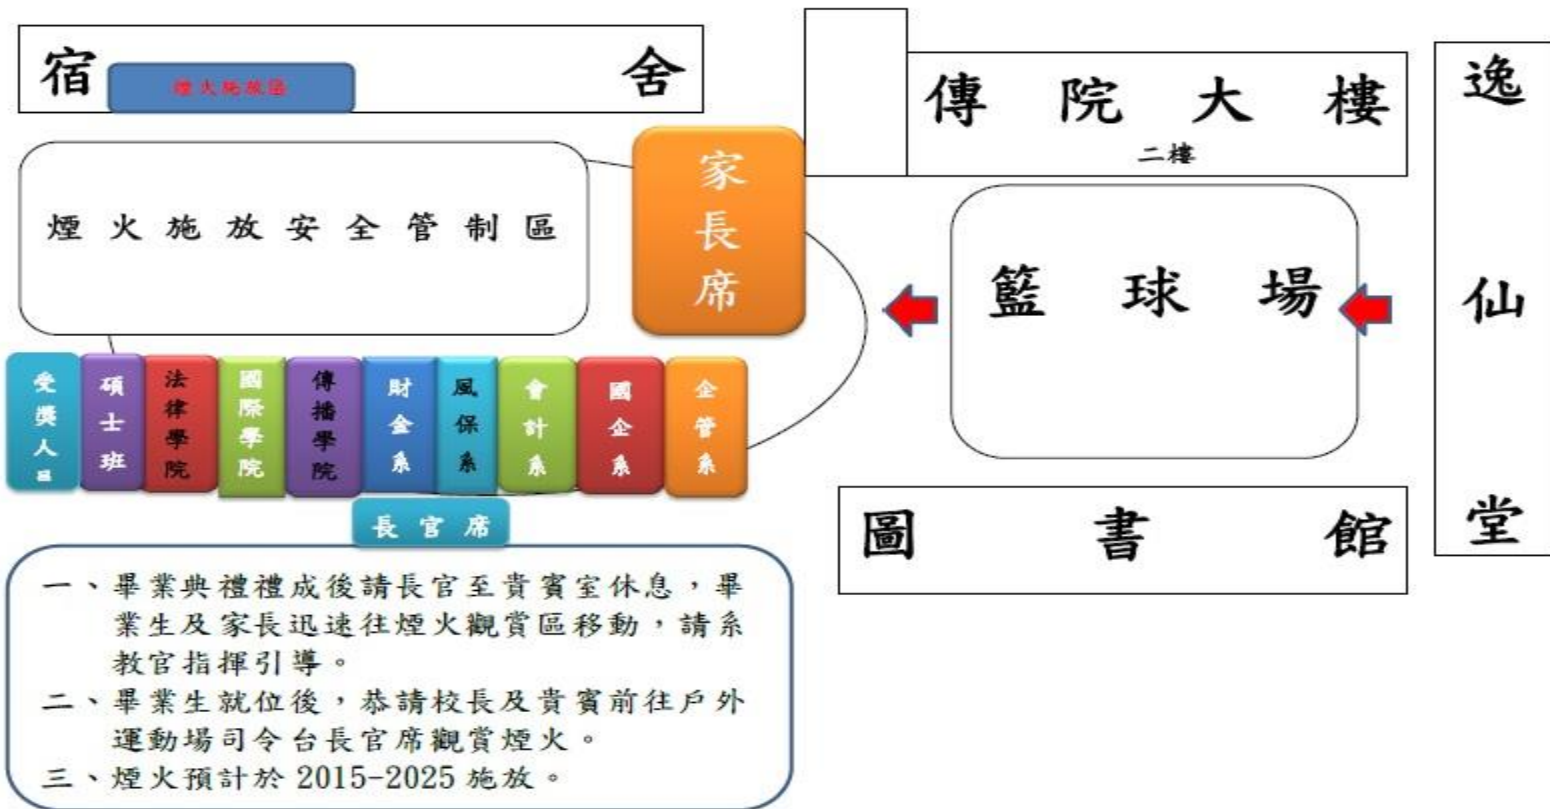 宿 舍
煙火施放區
傳 院 大 樓
二樓
逸仙堂
煙火施放安全管制區
家長席
籃 球 場
受獎人員
碩士班
法律學院
國際學院
傳播學院
財金系
風保系
會計系
國企系
企管系
長官席
圖 書 館
一、畢業典禮禮成後請長官至貴賓室休息，畢
業生及家長迅速往煙火觀賞區移動，請系
教官指揮引導。
二、畢業生就位後，恭請校長及貴賓前往戶外
運動場司令台長官席觀賞煙火。
三、煙火預計於 2015-2025 施放。